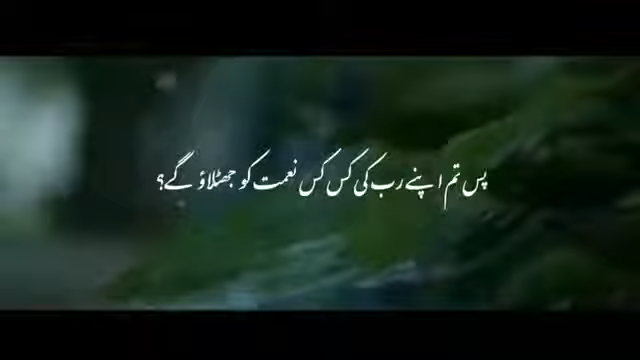 پس تم اپنے رب کی کس کس نعمت کو جھٹلاؤ گے؟